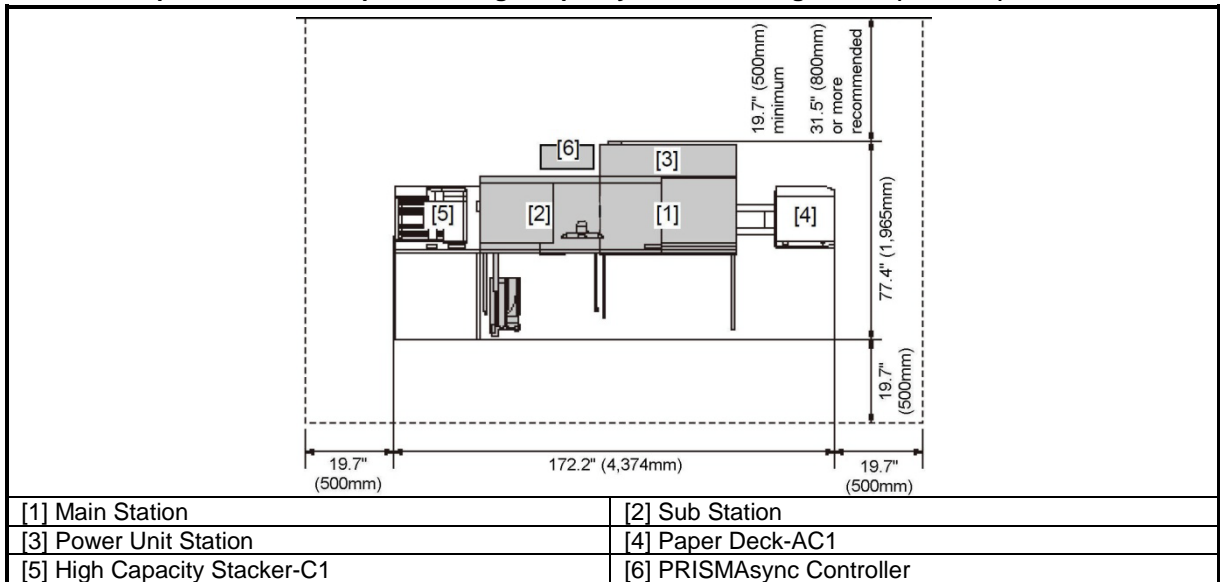 19.7" (500mm)
minimum
31.5" (800mm)
or more
recommended
[6]
[3]
[5]
[2]
[1]
[4]
77.4" (1,965mm)
19.7"
(500mm)
19.7"
(500mm)
172.2" (4,374mm)
19.7"
(500mm)
[1] Main Station
[2] Sub Station
[3] Power Unit Station
[4] Paper Deck-AC1
[5] High Capacity Stacker-C1
[6] PRISMAsync Controller